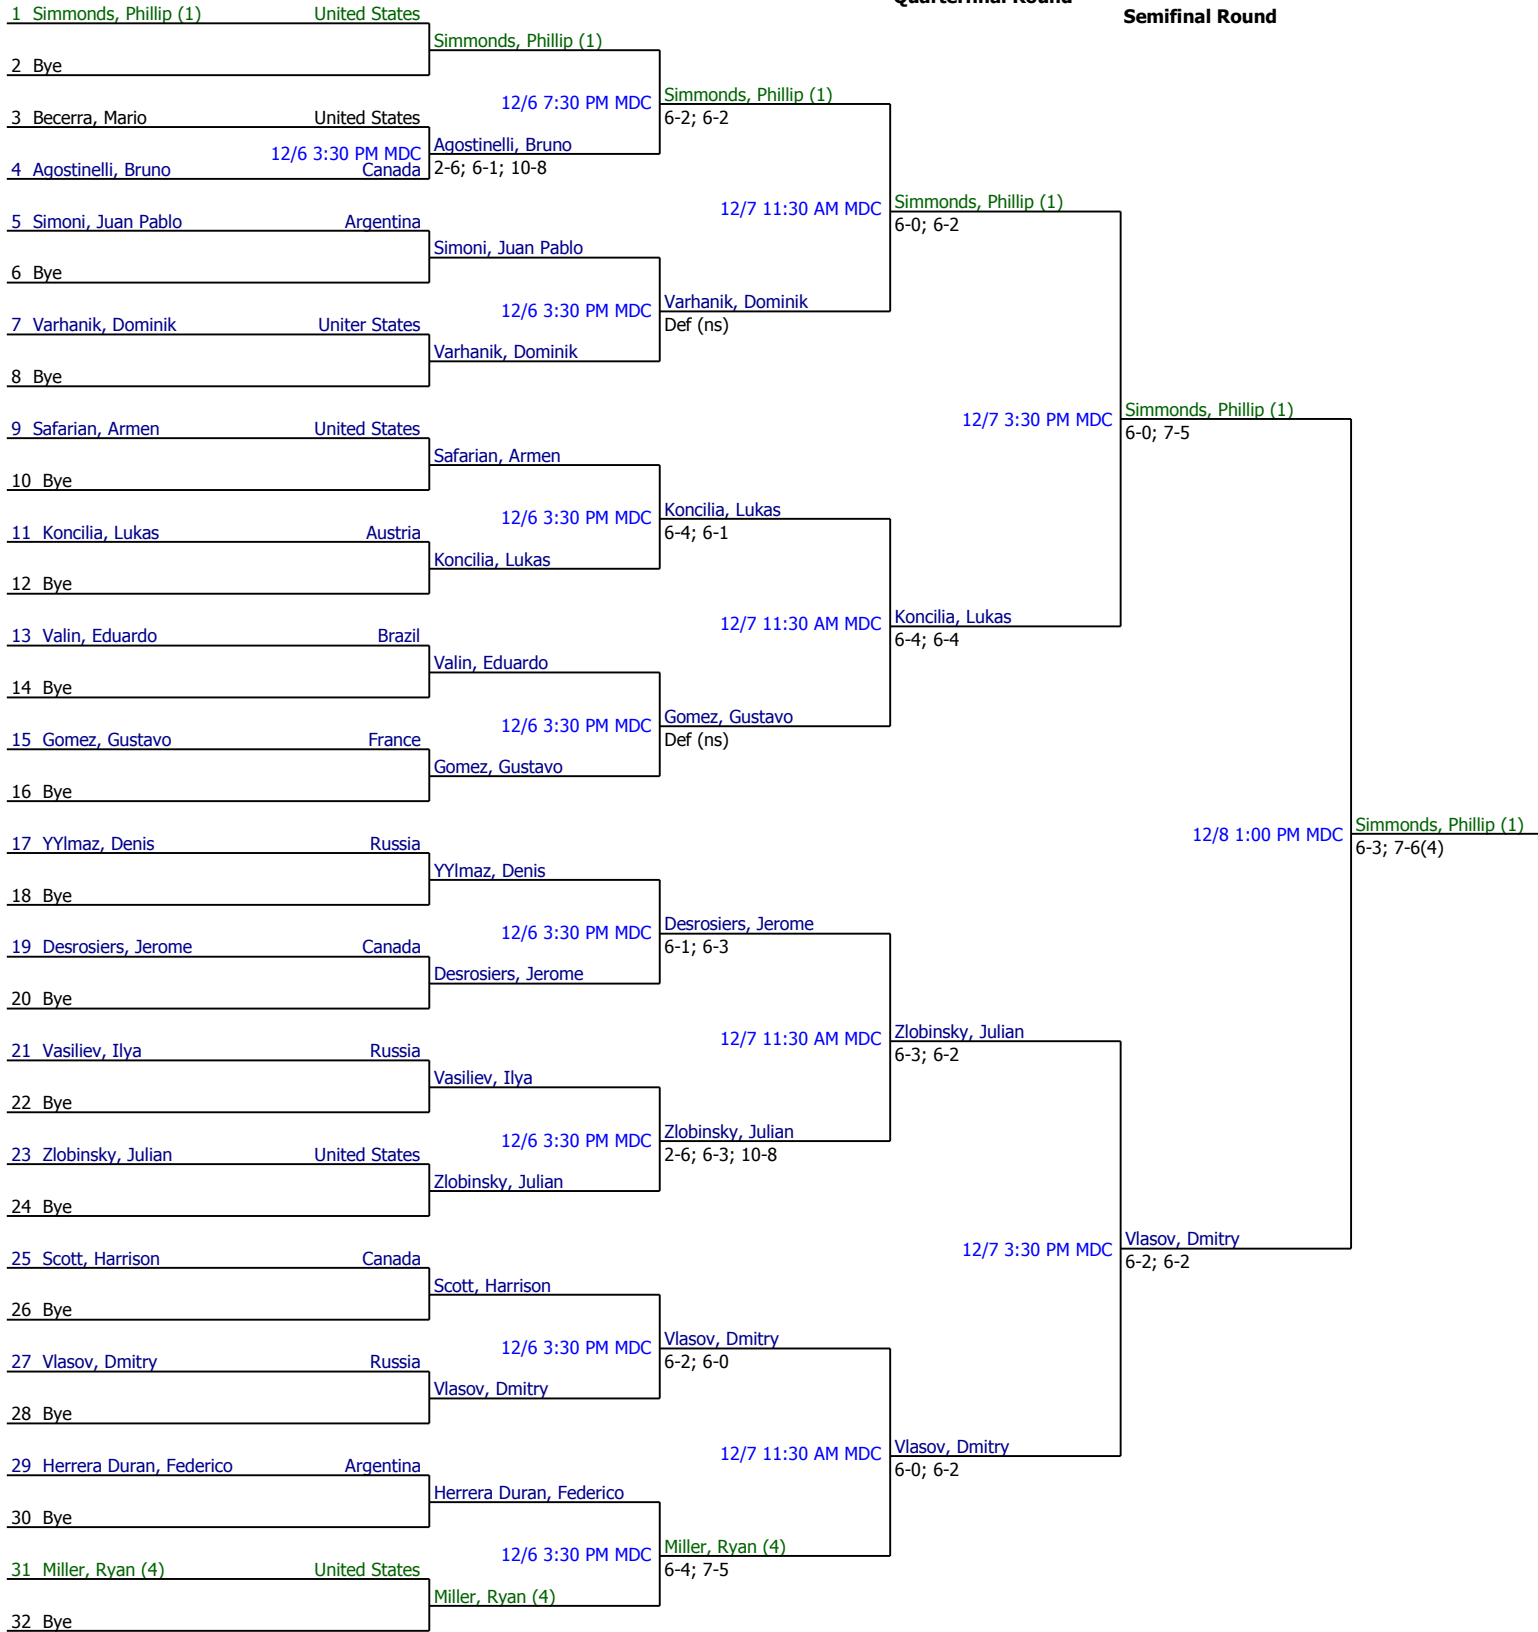 Quarterfinal Round
Semifinal Round
1 Simmonds, Phillip (1) United States
Simmonds, Phillip (1)
2 Bye
12/6 7:30 PM MDC
Simmonds, Phillip (1)
6-2; 6-2
3 Becerra, Mario United States
12/6 3:30 PM MDC
Agostinelli, Bruno
2-6; 6-1; 10-8
4 Agostinelli, Bruno Canada
12/7 11:30 AM MDC
Simmonds, Phillip (1)
6-0; 6-2
5 Simoni, Juan Pablo Argentina
Simoni, Juan Pablo
6 Bye
12/6 3:30 PM MDC
Varhanik, Dominik
Def (ns)
7 Varhanik, Dominik Uniter States
Varhanik, Dominik
8 Bye
12/7 3:30 PM MDC
Simmonds, Phillip (1)
6-0; 7-5
9 Safarian, Armen United States
Safarian, Armen
10 Bye
12/6 3:30 PM MDC
Koncilia, Lukas
6-4; 6-1
11 Koncilia, Lukas Austria
Koncilia, Lukas
12 Bye
12/7 11:30 AM MDC
Koncilia, Lukas
6-4; 6-4
13 Valin, Eduardo Brazil
Valin, Eduardo
14 Bye
12/6 3:30 PM MDC
Gomez, Gustavo
Def (ns)
15 Gomez, Gustavo France
Gomez, Gustavo
16 Bye
12/8 1:00 PM MDC
Simmonds, Phillip (1)
6-3; 7-6(4)
17 YYlmaz, Denis Russia
YYlmaz, Denis
18 Bye
12/6 3:30 PM MDC
Desrosiers, Jerome
6-1; 6-3
19 Desrosiers, Jerome Canada
Desrosiers, Jerome
20 Bye
12/7 11:30 AM MDC
Zlobinsky, Julian
6-3; 6-2
21 Vasiliev, Ilya Russia
Vasiliev, Ilya
22 Bye
12/6 3:30 PM MDC
Zlobinsky, Julian
2-6; 6-3; 10-8
23 Zlobinsky, Julian United States
Zlobinsky, Julian
24 Bye
12/7 3:30 PM MDC
Vlasov, Dmitry
6-2; 6-2
25 Scott, Harrison Canada
Scott, Harrison
26 Bye
12/6 3:30 PM MDC
Vlasov, Dmitry
6-2; 6-0
27 Vlasov, Dmitry Russia
Vlasov, Dmitry
28 Bye
12/7 11:30 AM MDC
Vlasov, Dmitry
6-0; 6-2
29 Herrera Duran, Federico Argentina
Herrera Duran, Federico
30 Bye
12/6 3:30 PM MDC
Miller, Ryan (4)
6-4; 7-5
31 Miller, Ryan (4) United States
Miller, Ryan (4)
32 Bye